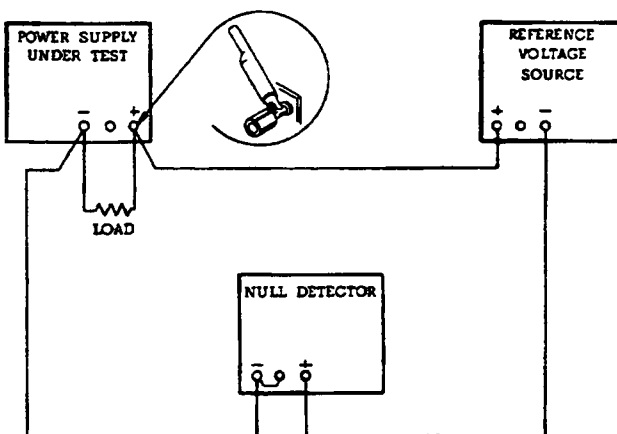 POWER SUPPLY
UNDER TEST
- +
LOAD
REFERENCE
VOLTAGE
SOURCE
+ -
NULL DETECTOR
- +